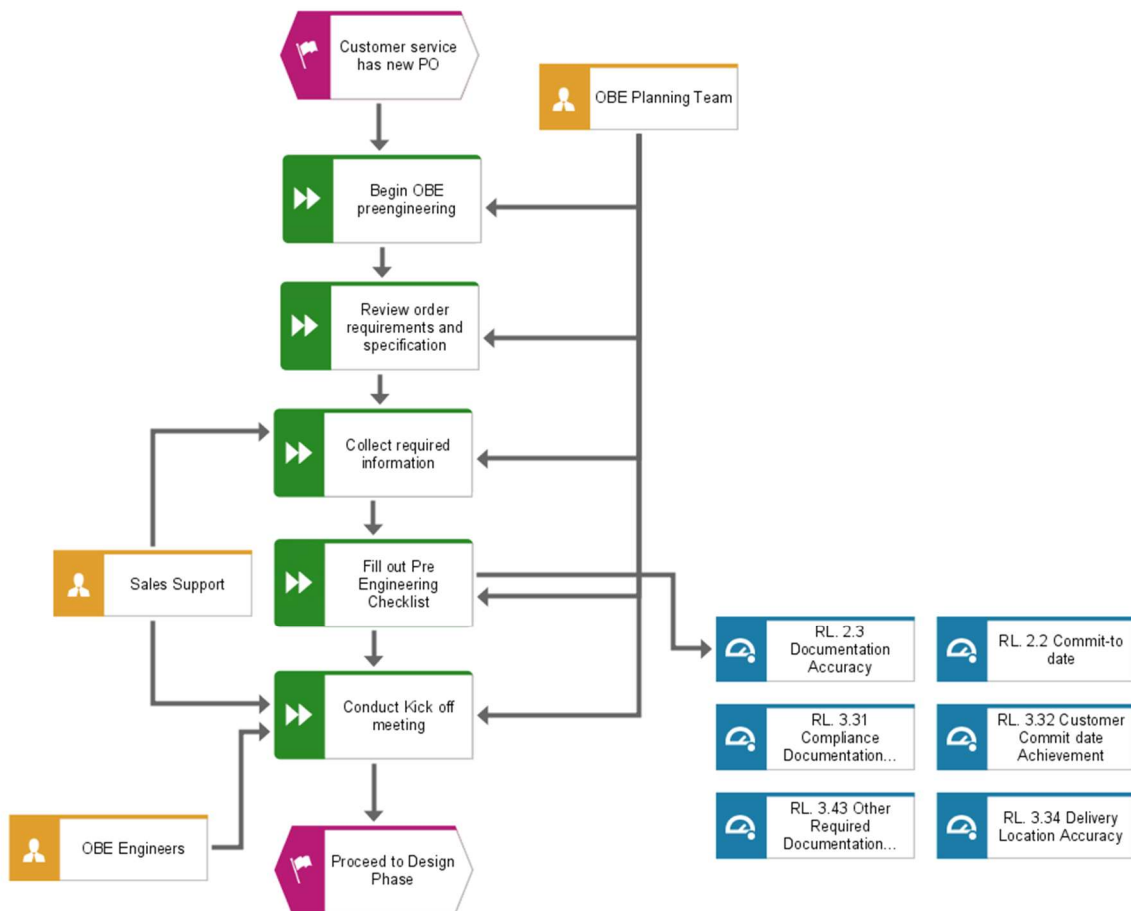 Customer service
has new PO
OBE Planning Team
Begin OBE
preengineering
Review order
requirements and
specification
Collect required
information
Sales Support
Fill out Pre
Engineering
Checklist
Conduct Kick off
meeting
OBE Engineers
Proceed to Design
Phase
RL. 2.3
Documentation
Accuracy
RL. 2.2 Commit-to
date
RL. 3.31
Compliance
Documentation...
RL. 3.32 Customer
Commit date
Achievement
RL. 3.43 Other
Required
Documentation...
RL. 3.34 Delivery
Location Accuracy